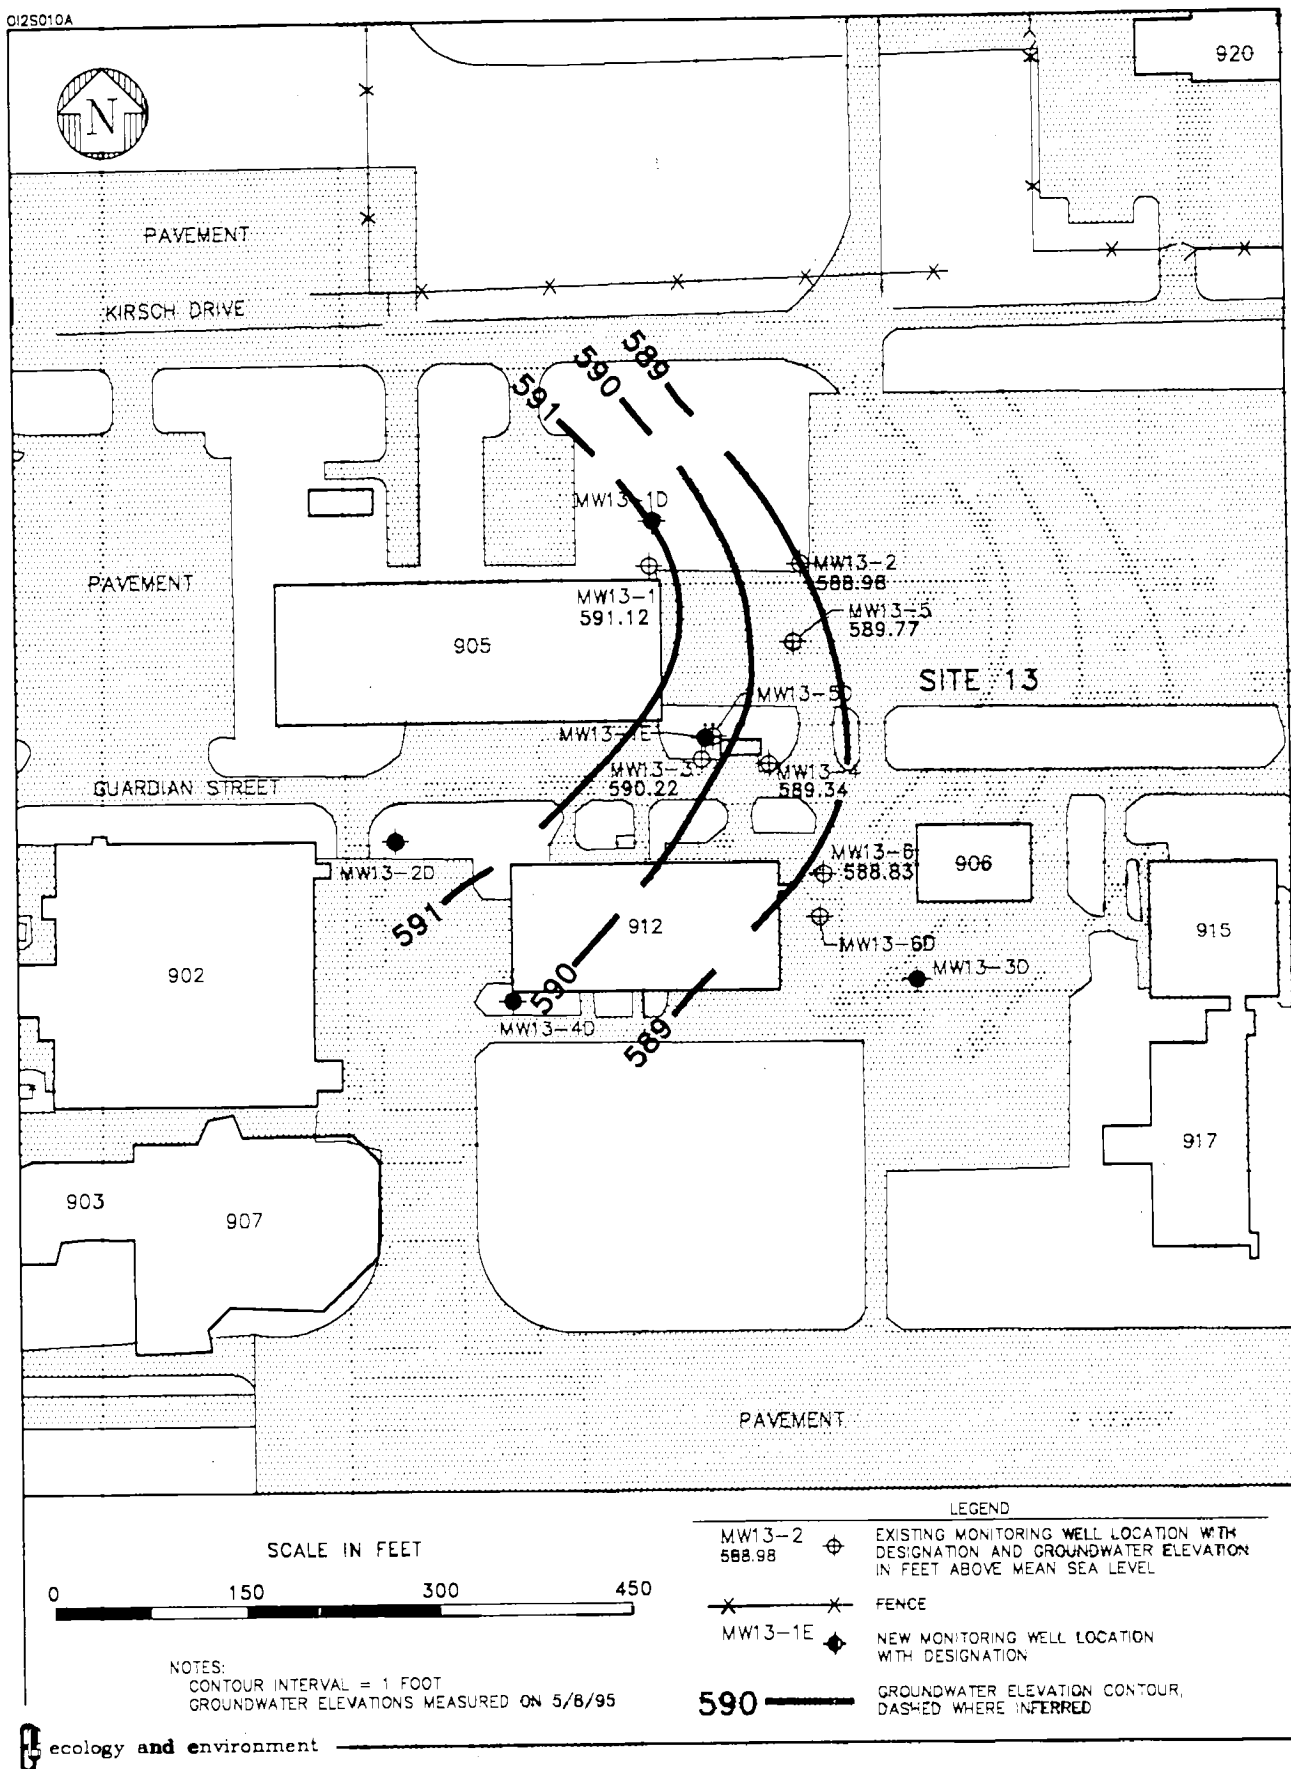 012S010A
920
N
PAVEMENT
KIRSCH DRIVE
589
590
591
MW13-1D
MW13-2
588.98
PAVEMENT
MW13-1
591.12
MW13-5
589.77
905
SITE 13
MW13-5D
MW13-1E
MW13-3
590.22
MW13-4
589.34
GUARDIAN STREET
MW13-2D
MW13-6
588.83
906
591
912
915
MW13-6D
902
590
MW13-3D
MW13-4D
589
917
903
907
PAVEMENT
LEGEND
MW13-2
588.98
EXISTING MONITORING WELL LOCATION WITH
DESIGNATION AND GROUNDWATER ELEVATION
IN FEET ABOVE MEAN SEA LEVEL
SCALE IN FEET
0 150 300 450
FENCE
MW13-1E
NEW MONITORING WELL LOCATION
WITH DESIGNATION
NOTES:
CONTOUR INTERVAL = 1 FOOT
GROUNDWATER ELEVATIONS MEASURED ON 5/8/95
590
GROUNDWATER ELEVATION CONTOUR,
DASHED WHERE INFERRED
ecology and environment